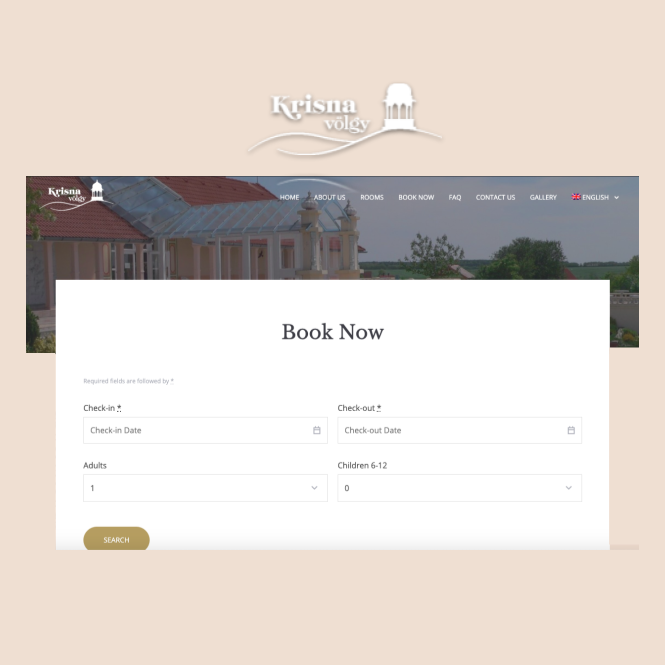 Krisna
völgy
Krisna
völgy
HOME ABOUT US ROOMS BOOK NOW FAQ CONTACT US GALLERY ENGLISH
Book Now
Required fields are followed by *
Check-in * Check-out *
Check-in Date Check-out Date
Adults Children 6-12
1 0
SEARCH